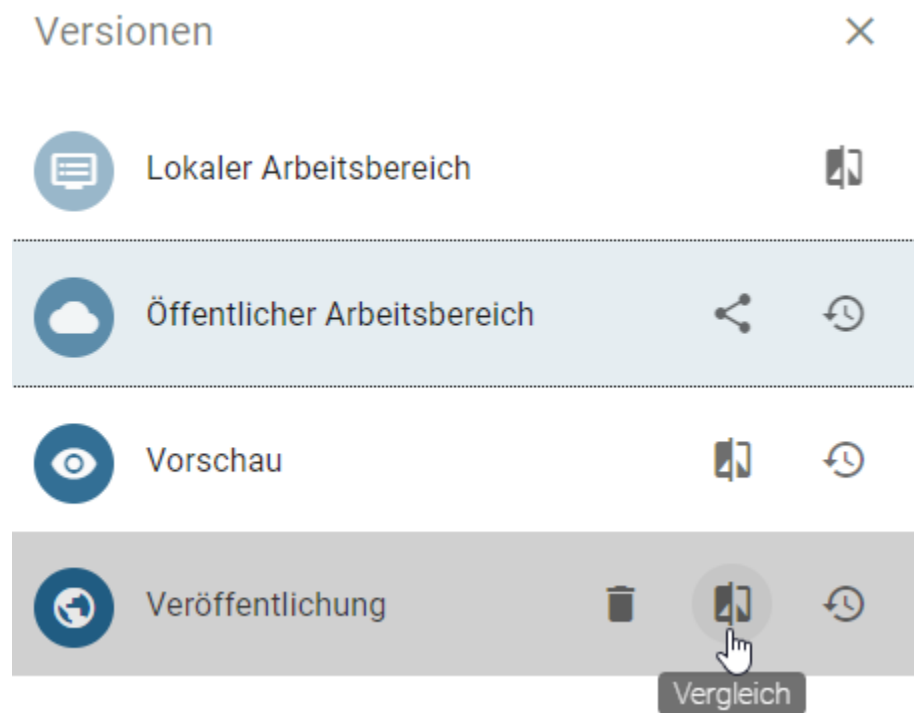 Versionen
Lokaler Arbeitsbereich
Öffentlicher Arbeitsbereich
Vorschau
Veröffentlichung
Vergleich